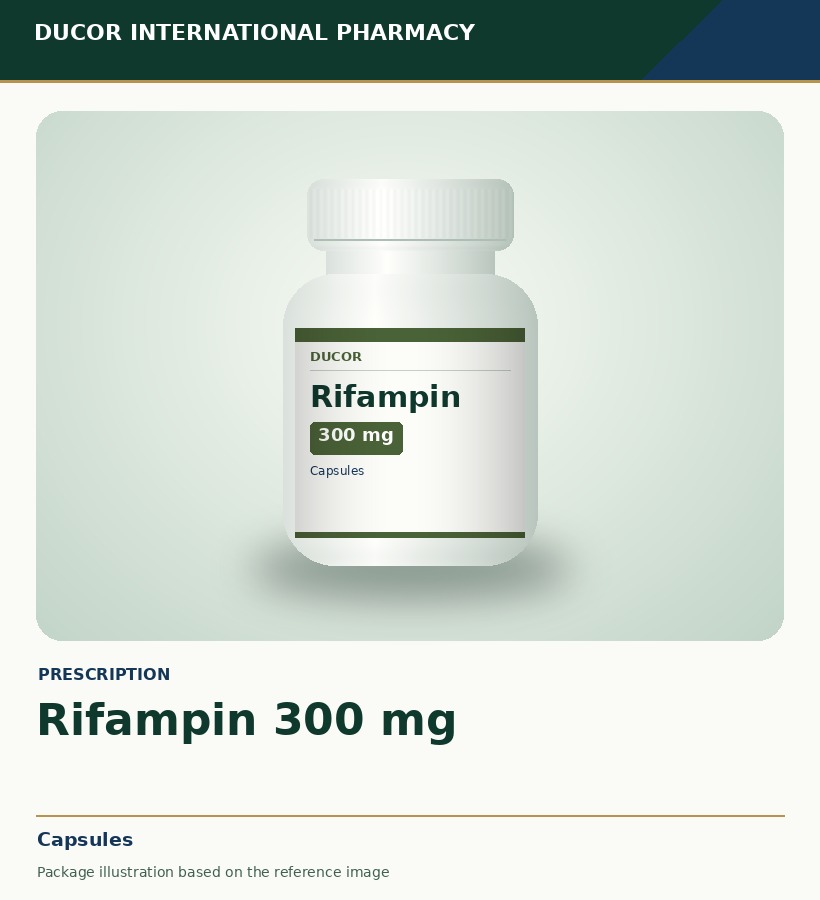 DUCOR INTERNATIONAL PHARMACY
DUCOR
Rifampin
300 mg
Capsules
PRESCRIPTION
Rifampin 300 mg
Capsules
Package illustration based on the reference image